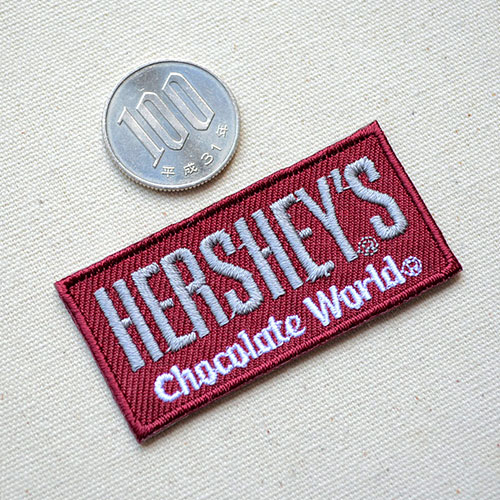 100
平成31年
HERSHEY'S®
Chocolate World®